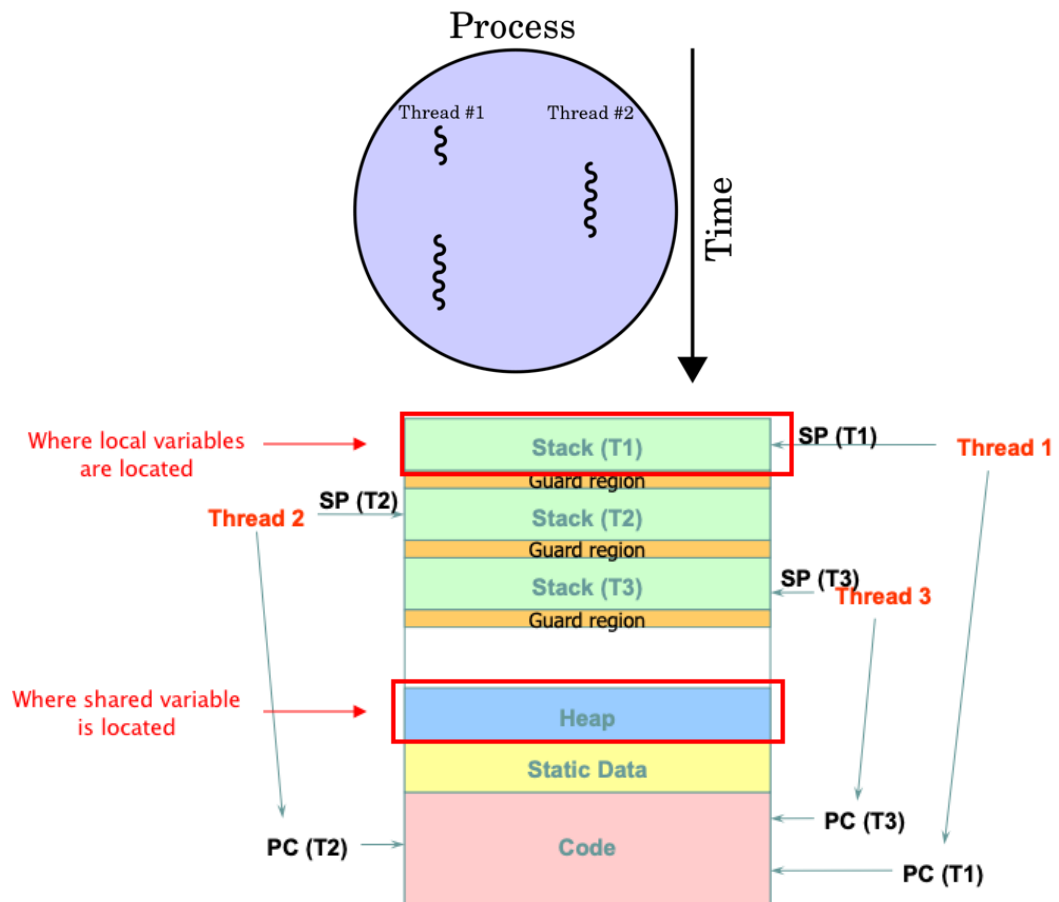 Process
Thread #1
Thread #2
Time
Where local variables
are located
Stack (T1)
SP (T1)
Thread 1
Guard region
Thread 2
SP (T2)
Stack (T2)
Guard region
Stack (T3)
SP (T3)
Thread 3
Guard region
Where shared variable
is located
Heap
Static Data
PC (T2)
Code
PC (T3)
PC (T1)